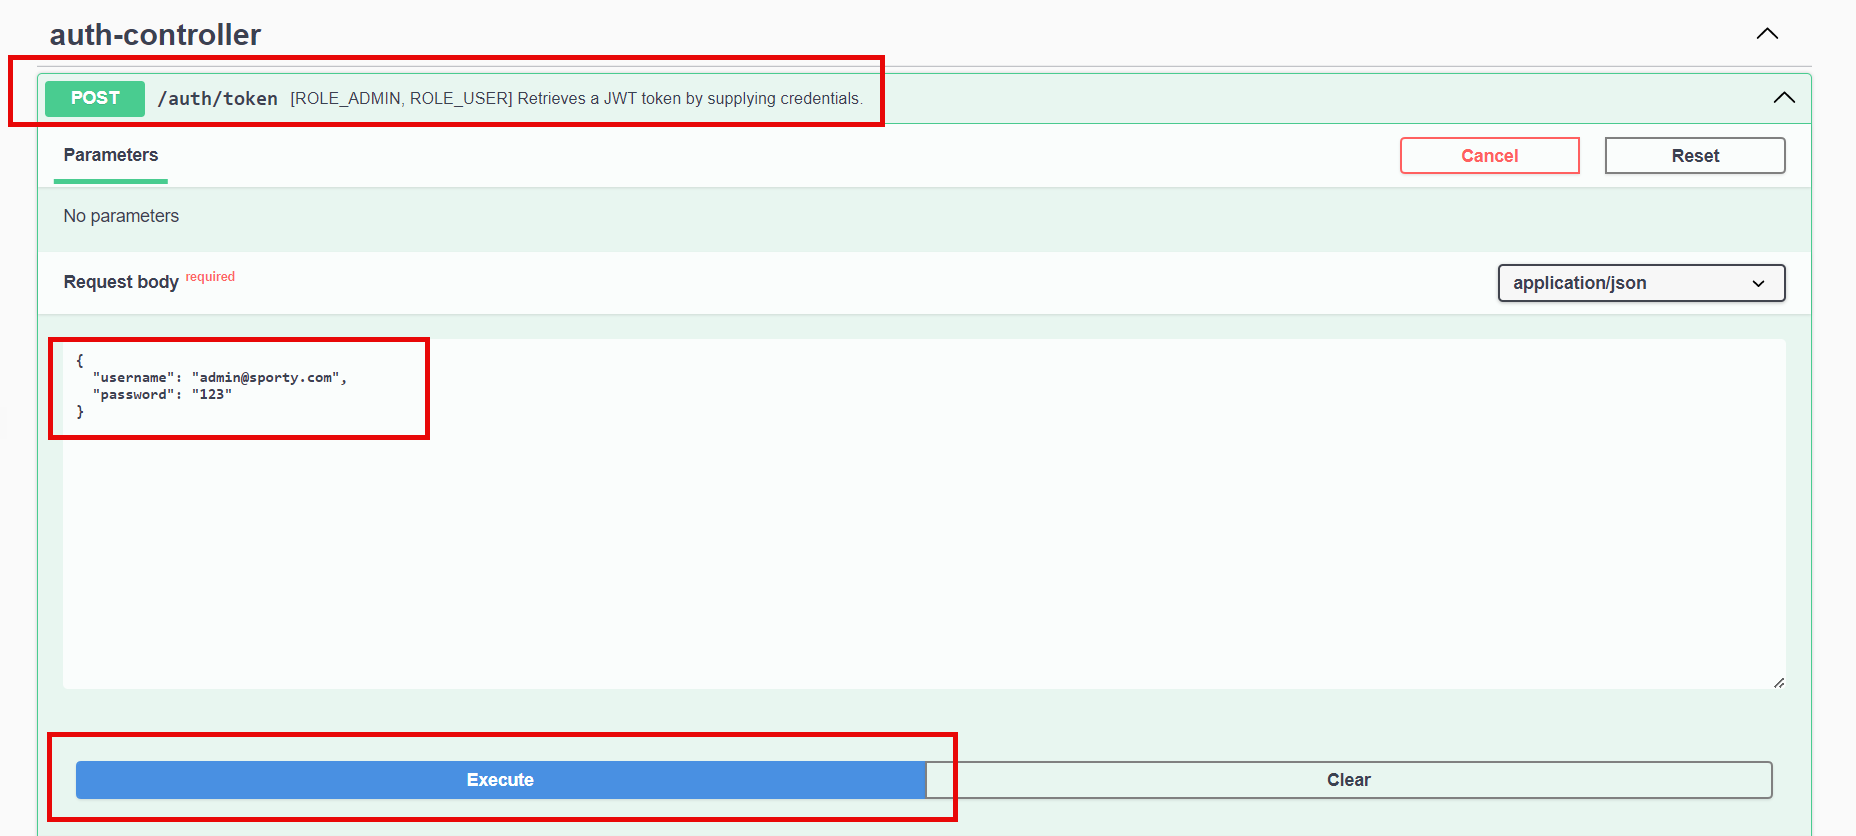 auth-controller
POST /auth/token [ROLE_ADMIN, ROLE_USER] Retrieves a JWT token by supplying credentials.
Parameters
Cancel
Reset
No parameters
Request body required
application/json
{
"username": "admin@sporty.com",
"password": "123"
}
Execute
Clear